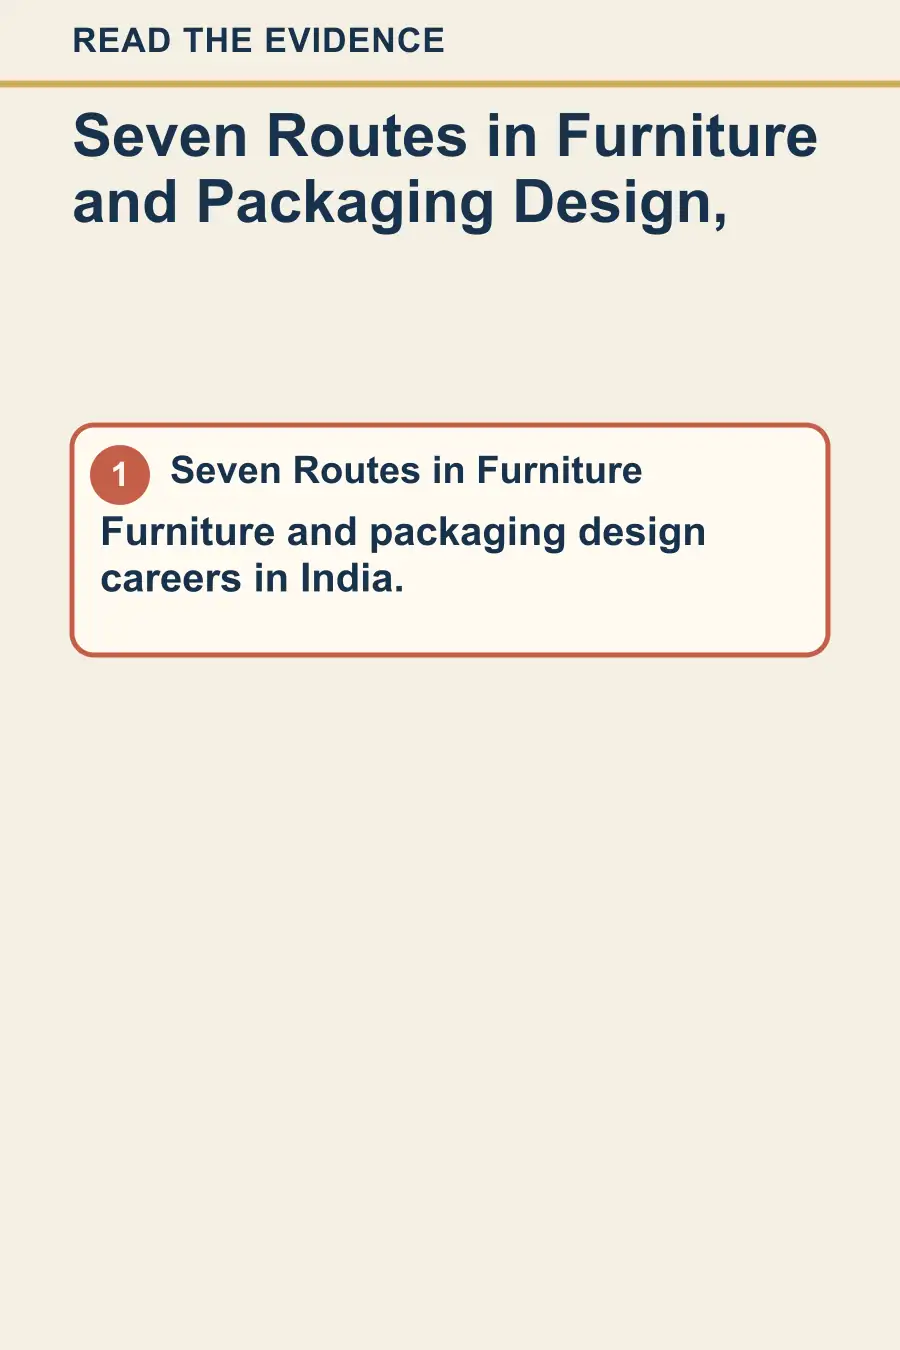 READ THE EVIDENCE
Seven Routes in Furniture
and Packaging Design,
1 Seven Routes in Furniture
Furniture and packaging design
careers in India.